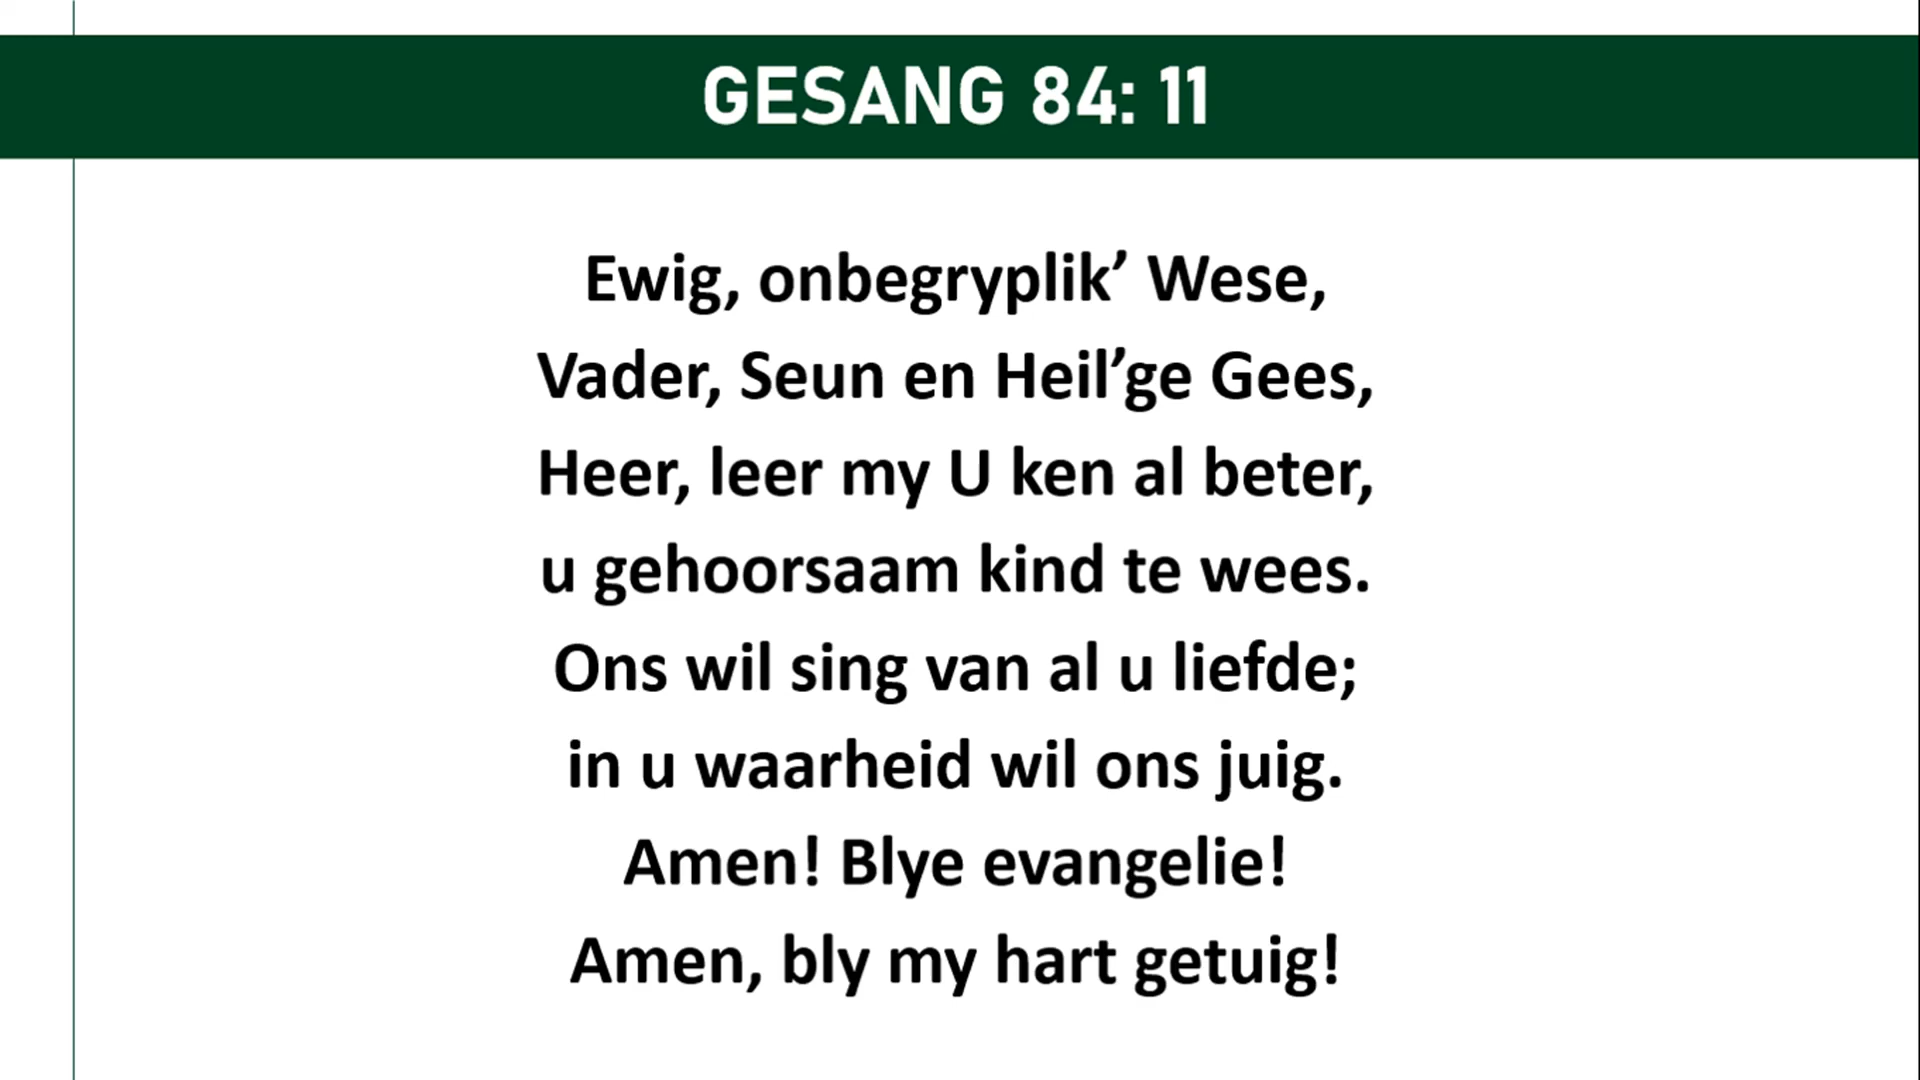 GESANG 84: 11
Ewig, onbegryplik’ Wese,
Vader, Seun en Heil’ge Gees,
Heer, leer my U ken al beter,
u gehoorsaam kind te wees.
Ons wil sing van al u liefde;
in u waarheid wil ons juig.
Amen! Blye evangelie!
Amen, bly my hart getuig!